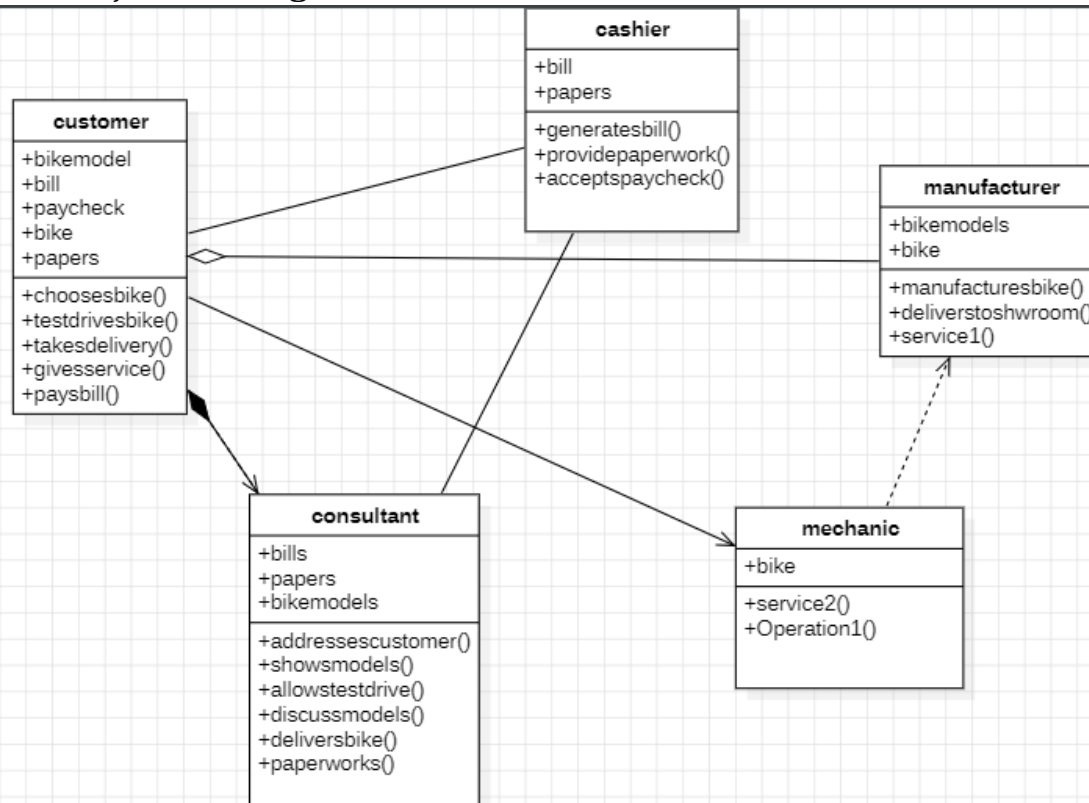 cashier
+bill
+papers
+generatesbill()
+providepaperwork()
+acceptspaycheck()
customer
+bikemodel
+bill
+paycheck
+bike
+papers
+choosesbike()
+testdrivesbike()
+takesdelivery()
+givesservice()
+paysbill()
manufacturer
+bikemodels
+bike
+manufacturesbike()
+deliverstoshwroom()
+service1()
consultant
+bills
+papers
+bikemodels
+addressescustomer()
+showsmodels()
+allowstestdrive()
+discussmodels()
+deliversbike()
+paperworks()
mechanic
+bike
+service2()
+Operation1()